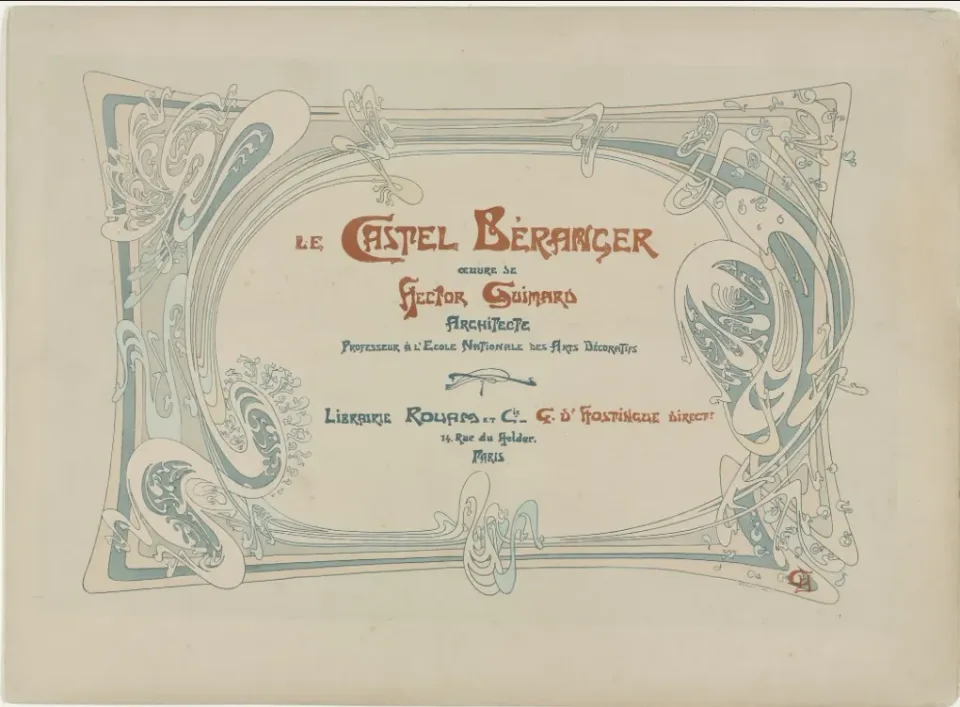 LE CASTEL BÉRANGER
ŒUVRE DE
HECTOR GUIMARD
ARCHITECTE
PROFESSEUR À L'ECOLE NATIONALE DES ARTS DÉCORATIFS
LIBRAIRIE ROUAM ET Cie_ G. D'HOSTINGUE DIRECTr
14. Rue du Helder.
PARIS